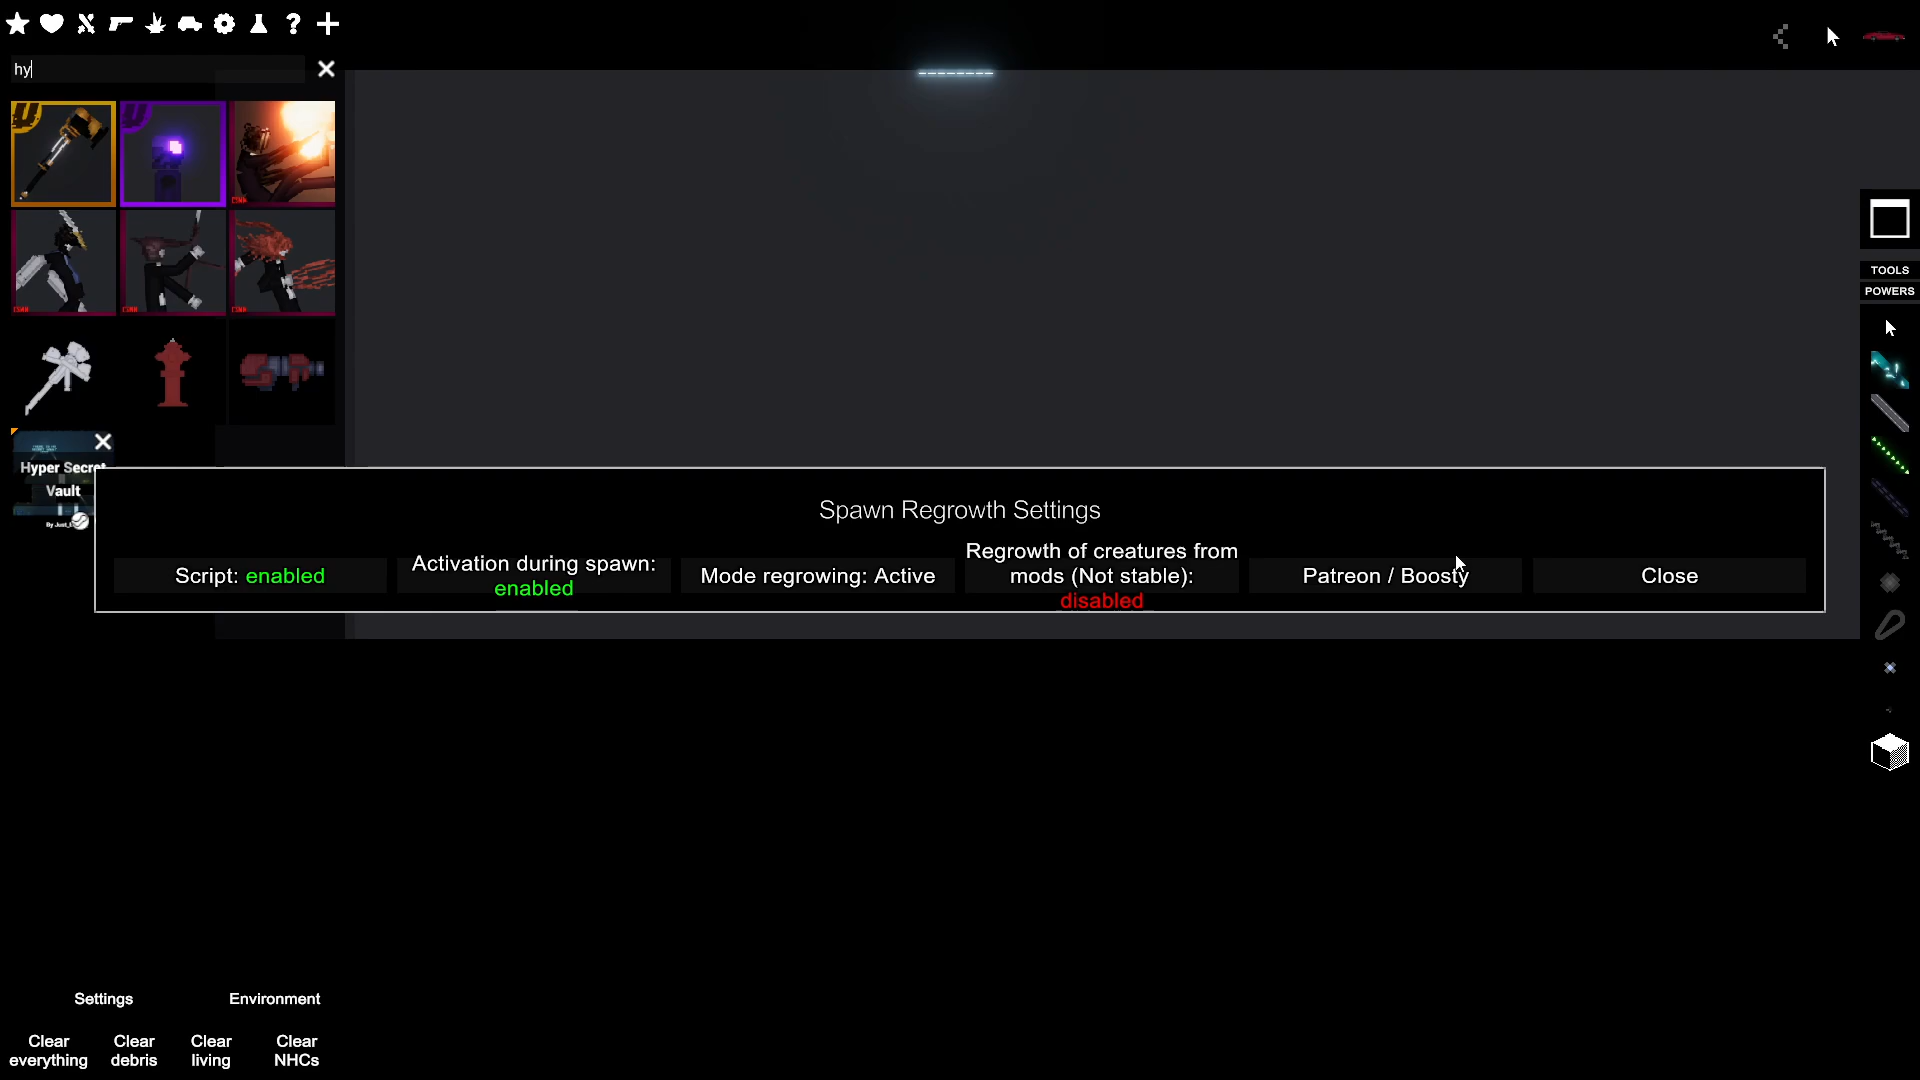 hy
TOOLS
POWERS
Hyper Secret
Vault
Spawn Regrowth Settings
Script: enabled
Activation during spawn:
enabled
Mode regrowing: Active
Regrowth of creatures from
mods (Not stable):
disabled
Patreon / Boosty
Close
Settings
Environment
Clear
everything
Clear
debris
Clear
living
Clear
NHCs